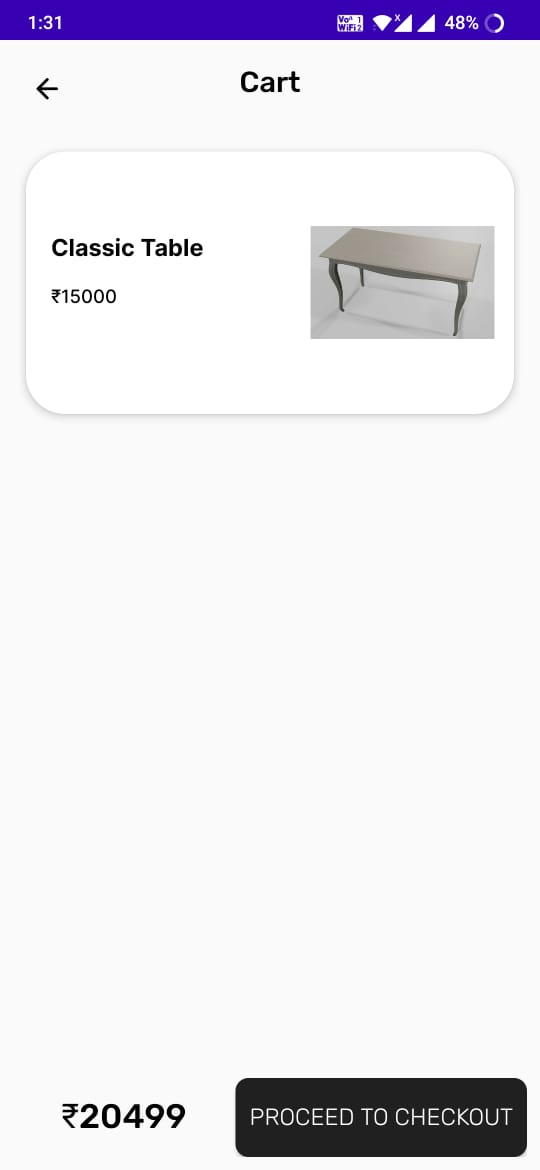 1:31
48%
Cart
Classic Table
₹15000
₹20499
PROCEED TO CHECKOUT